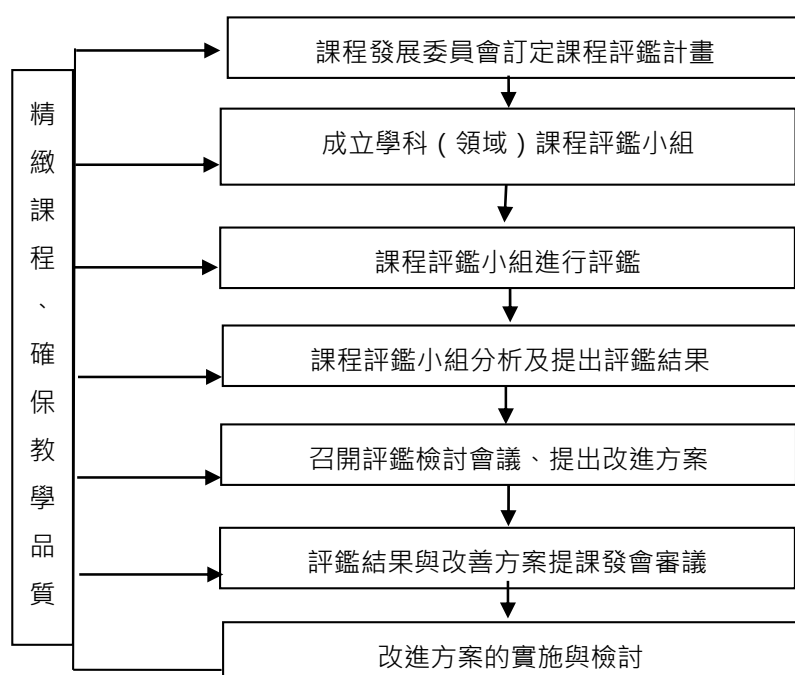 精緻課程、確保教學品質
課程發展委員會訂定課程評鑑計畫
成立學科（領域）課程評鑑小組
課程評鑑小組進行評鑑
課程評鑑小組分析及提出評鑑結果
召開評鑑檢討會議、提出改進方案
評鑑結果與改善方案提課發會審議
改進方案的實施與檢討